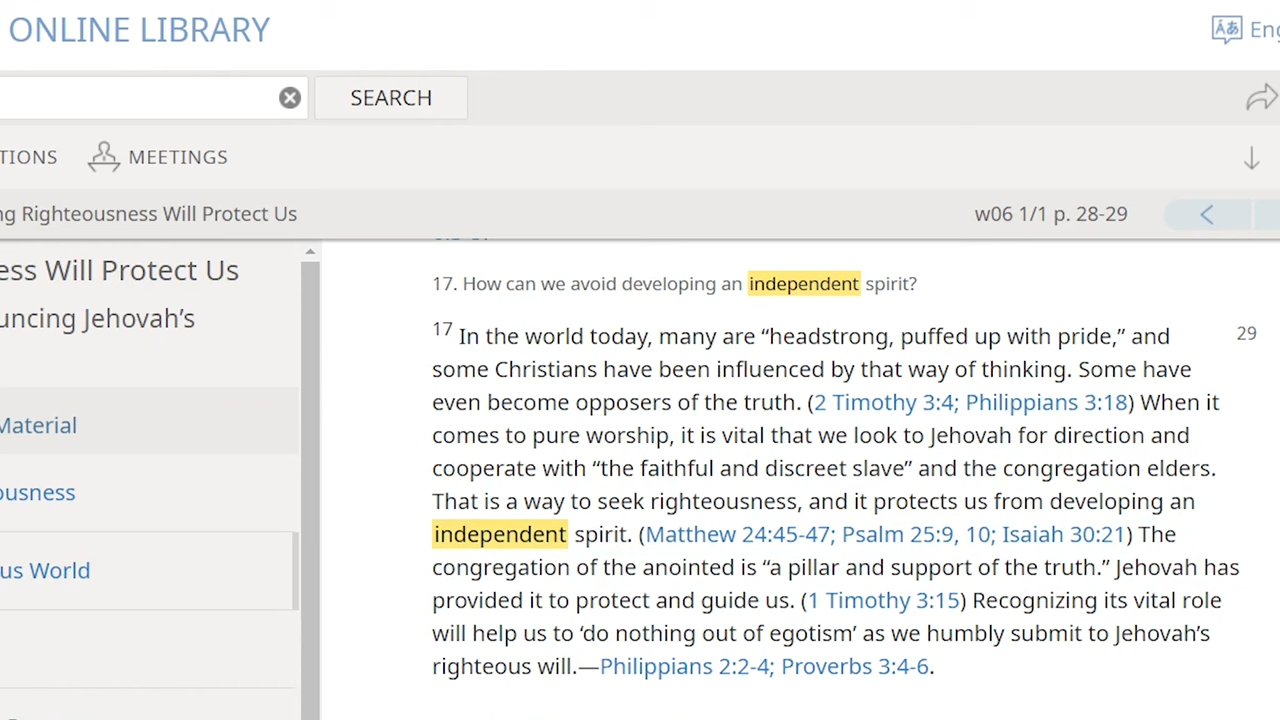 ONLINE LIBRARY
Eng
SEARCH
TIONS
MEETINGS
ng Righteousness Will Protect Us
w06 1/1 p. 28-29
ess Will Protect Us
uncing Jehovah’s
Material
ousness
us World
17. How can we avoid developing an independent spirit?
17 In the world today, many are “headstrong, puffed up with pride,” and
29
some Christians have been influenced by that way of thinking. Some have
even become opposers of the truth. (2 Timothy 3:4; Philippians 3:18) When it
comes to pure worship, it is vital that we look to Jehovah for direction and
cooperate with “the faithful and discreet slave” and the congregation elders.
That is a way to seek righteousness, and it protects us from developing an
independent spirit. (Matthew 24:45-47; Psalm 25:9, 10; Isaiah 30:21) The
congregation of the anointed is “a pillar and support of the truth.” Jehovah has
provided it to protect and guide us. (1 Timothy 3:15) Recognizing its vital role
will help us to ‘do nothing out of egotism’ as we humbly submit to Jehovah’s
righteous will.—Philippians 2:2-4; Proverbs 3:4-6.